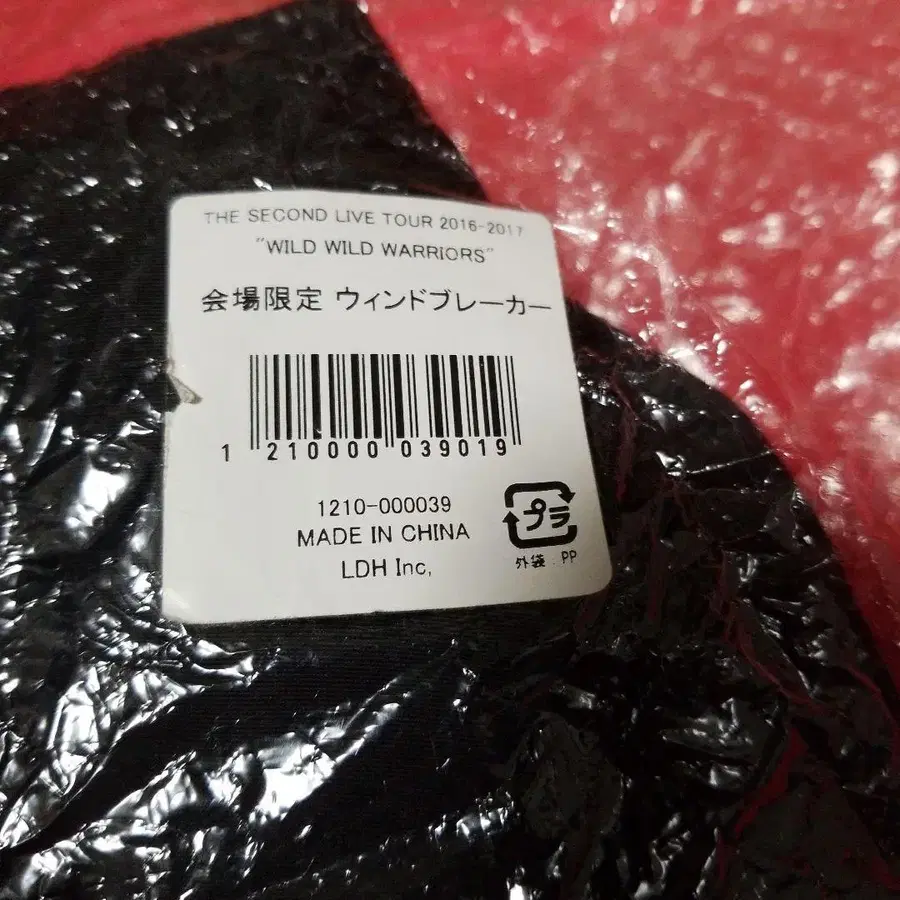 THE SECOND LIVE TOUR 2016-2017
"WILD WILD WARRIORS"
会場限定 ウィンドブレーカー
1 210000 039019
1210-000039
MADE IN CHINA
LDH Inc,
プラ
外袋:PP